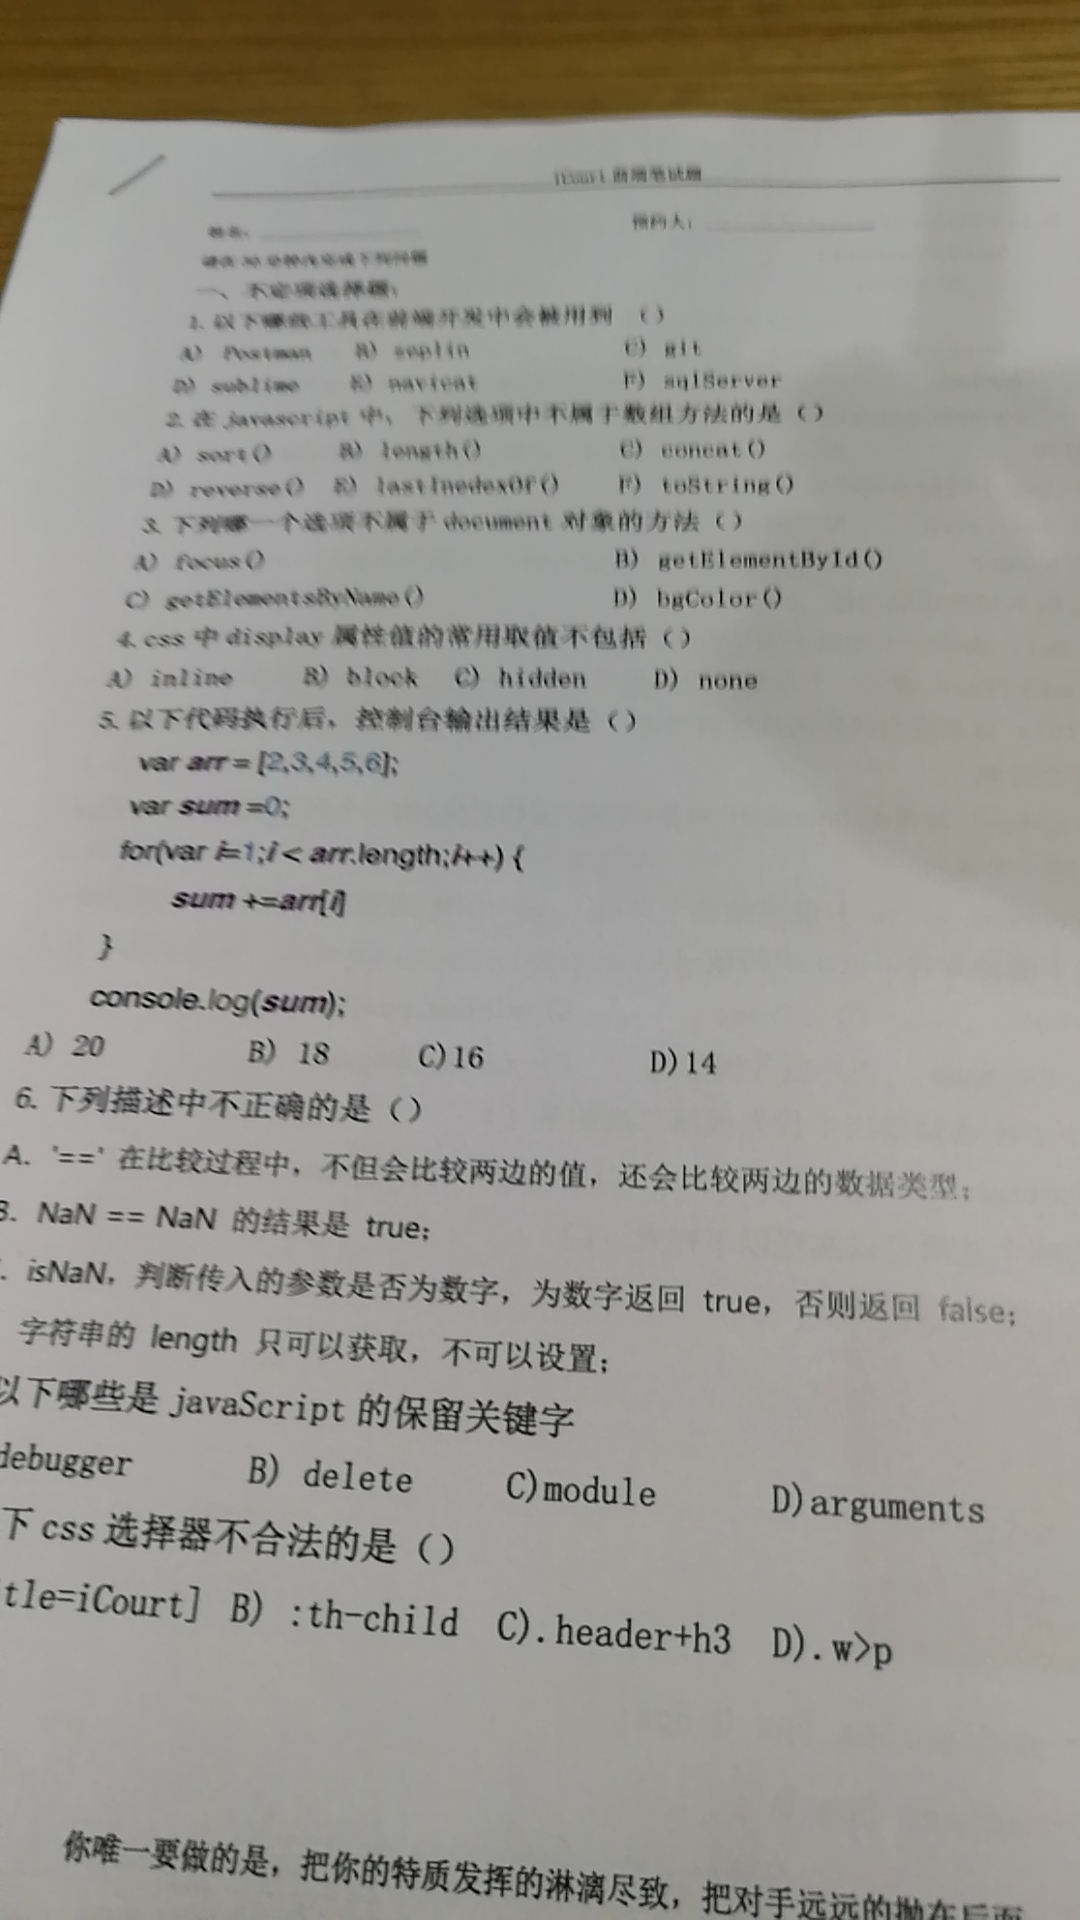 前端笔试题
姓名：
预约人：
请在 30 分钟内完成下列问题
一、不定项选择题：
1. 以下哪些工具在前端开发中会被用到 （）
A） Postman B） zeplin C） git
D） sublime E） navicat F） sqlServer
2. 在 javascript 中，下列选项中不属于数组方法的是（）
A） sort() B） length() C） concat()
D） reverse() E） lastInedexOf() F） toString()
3. 下列哪一个选项不属于 document 对象的方法（）
A） focus() B） getElementById()
C） getElementsByName() D） bgColor()
4. css 中 display 属性值的常用取值不包括（）
A） inline B） block C） hidden D） none
5. 以下代码执行后，控制台输出结果是（）
var arr = [2,3,4,5,6];
var sum =0;
for(var i=1;i < arr.length;i++) {
sum +=arr[i]
}
console.log(sum);
A） 20 B） 18 C)16 D)14
6. 下列描述中不正确的是（）
A. '==' 在比较过程中，不但会比较两边的值，还会比较两边的数据类型；
B. NaN == NaN 的结果是 true；
. isNaN，判断传入的参数是否为数字，为数字返回 true，否则返回 false；
字符串的 length 只可以获取，不可以设置；
以下哪些是 javaScript 的保留关键字
debugger B） delete C)module D)arguments
下 css 选择器不合法的是（）
tle=iCourt] B） :th-child C).header+h3 D).w>p
你唯一要做的是，把你的特质发挥的淋漓尽致，把对手远远的抛在后面